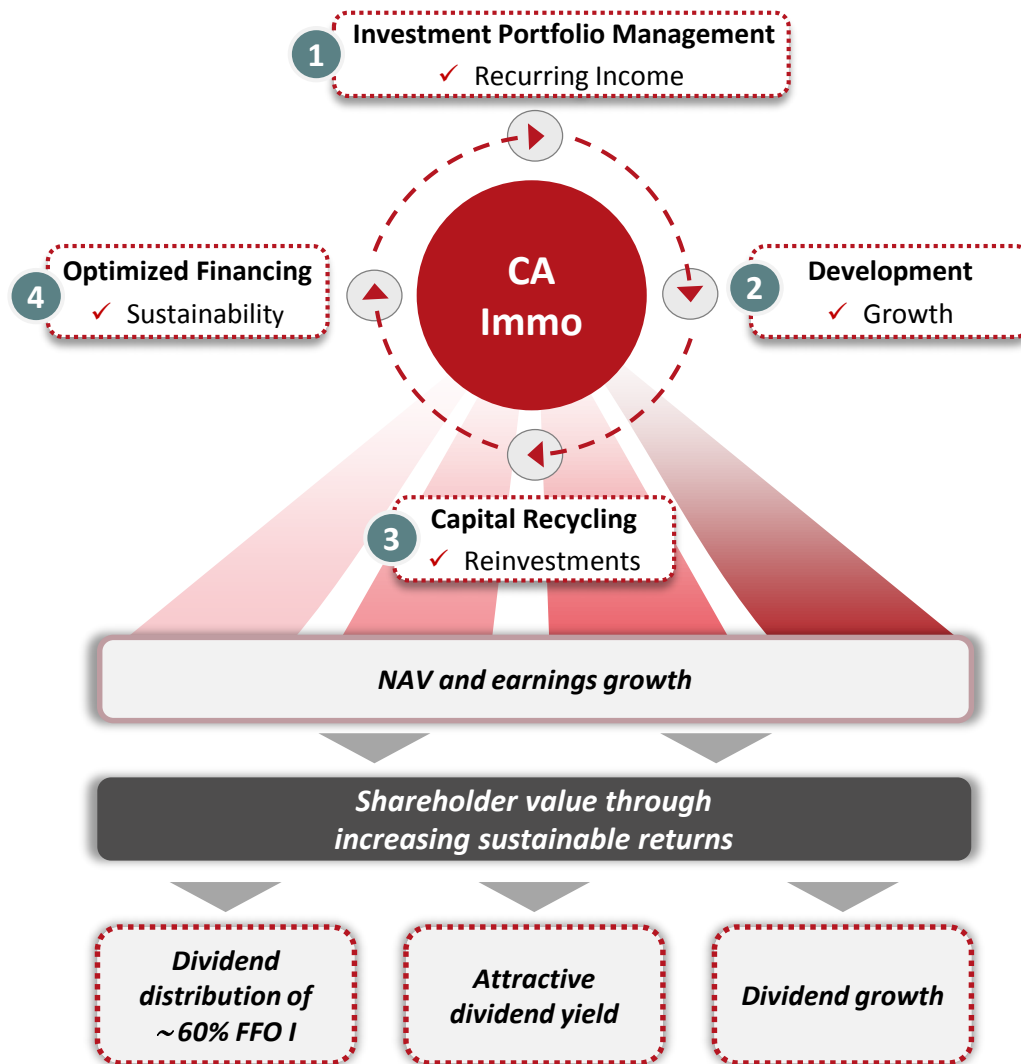 1
Investment Portfolio Management
✓ Recurring Income
4
Optimized Financing
✓ Sustainability
CA
Immo
2
Development
✓ Growth
3
Capital Recycling
✓ Reinvestments
NAV and earnings growth
Shareholder value through
increasing sustainable returns
Dividend
distribution of
~60% FFO I
Attractive
dividend yield
Dividend growth